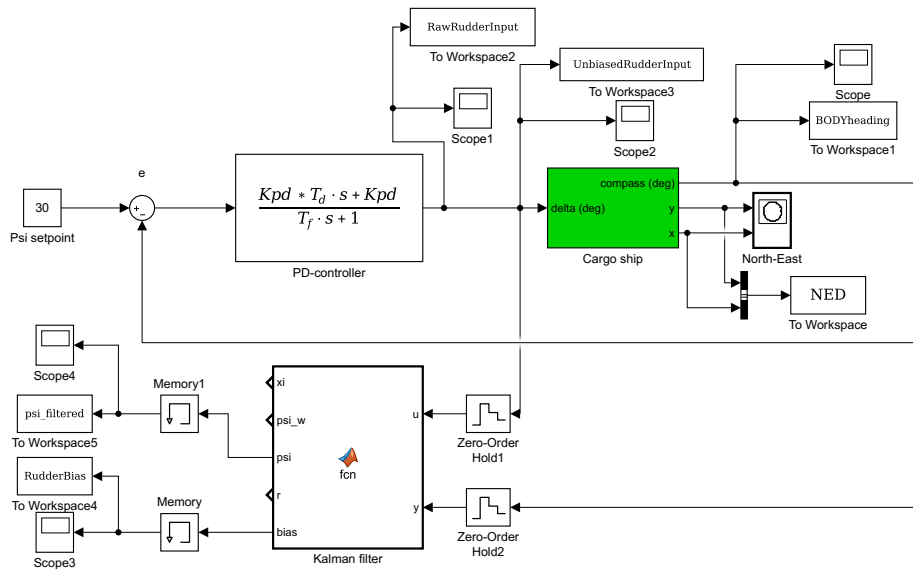 RawRudderInput
To Workspace2
UnbiasedRudderInput
To Workspace3
Scope
BODYheading
To Workspace1
Scope1
Scope2
e
30
Psi setpoint
+
−
Kpd * T_d · s + Kpd
T_f · s + 1
PD-controller
compass (deg)
delta (deg)
y
x
Cargo ship
North-East
NED
To Workspace
Scope4
Memory1
psi_filtered
To Workspace5
RudderBias
To Workspace4
Memory
Scope3
xi
psi_w
psi
r
bias
u
y
fcn
Kalman filter
Zero-Order
Hold1
Zero-Order
Hold2